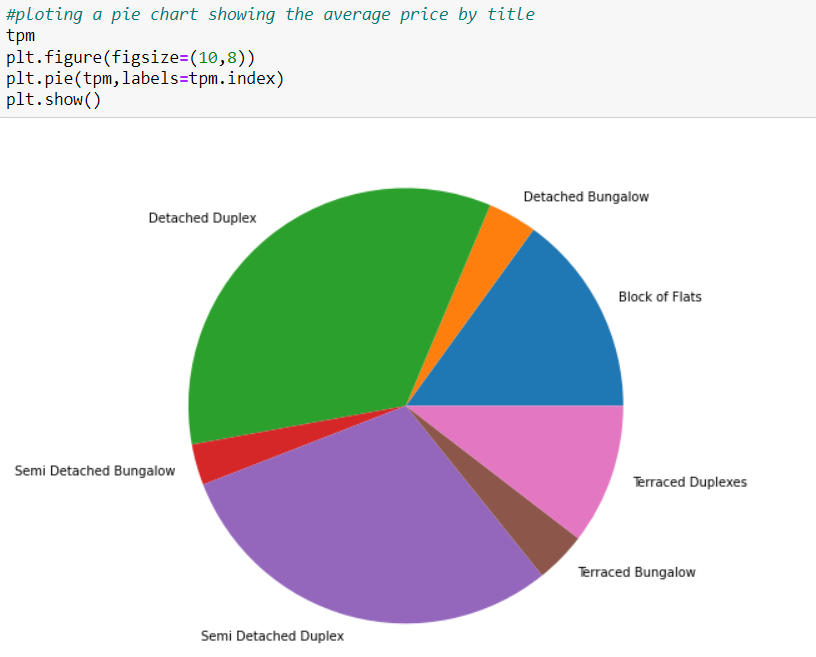 #ploting a pie chart showing the average price by title
tpm
plt.figure(figsize=(10,8))
plt.pie(tpm,labels=tpm.index)
plt.show()
Detached Bungalow
Detached Duplex
Block of Flats
Semi Detached Bungalow
Terraced Duplexes
Terraced Bungalow
Semi Detached Duplex